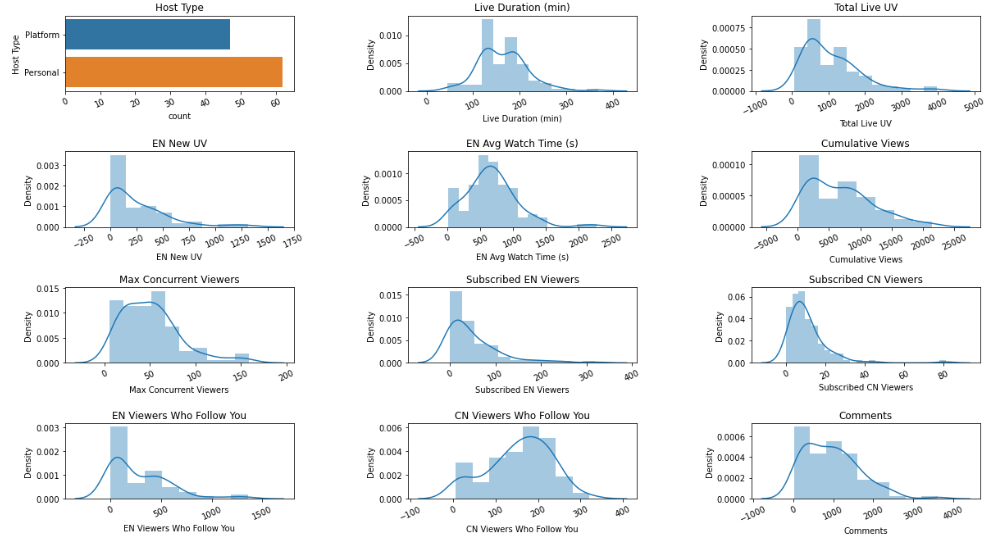 Host Type
Host Type
Platform
Personal
0 10 20 30 40 50 60
count
Live Duration (min)
Density
0.010
0.005
0.000
0 100 200 300 400
Live Duration (min)
Total Live UV
Density
0.00075
0.00050
0.00025
0.00000
-1000 0 1000 2000 3000 4000 5000
Total Live UV
EN New UV
Density
0.003
0.002
0.001
0.000
-250 0 250 500 750 1000 1250 1500 1750
EN New UV
EN Avg Watch Time (s)
Density
0.0010
0.0005
0.0000
-500 0 500 1000 1500 2000 2500
EN Avg Watch Time (s)
Cumulative Views
Density
0.00010
0.00005
0.00000
-5000 0 5000 10000 15000 20000 25000
Cumulative Views
Max Concurrent Viewers
Density
0.015
0.010
0.005
0.000
0 50 100 150 200
Max Concurrent Viewers
Subscribed EN Viewers
Density
0.015
0.010
0.005
0.000
0 100 200 300 400
Subscribed EN Viewers
Subscribed CN Viewers
Density
0.06
0.04
0.02
0.00
0 20 40 60 80
Subscribed CN Viewers
EN Viewers Who Follow You
Density
0.003
0.002
0.001
0.000
0 500 1000 1500
EN Viewers Who Follow You
CN Viewers Who Follow You
Density
0.006
0.004
0.002
0.000
-100 0 100 200 300 400
CN Viewers Who Follow You
Comments
Density
0.0006
0.0004
0.0002
0.0000
-1000 0 1000 2000 3000 4000
Comments